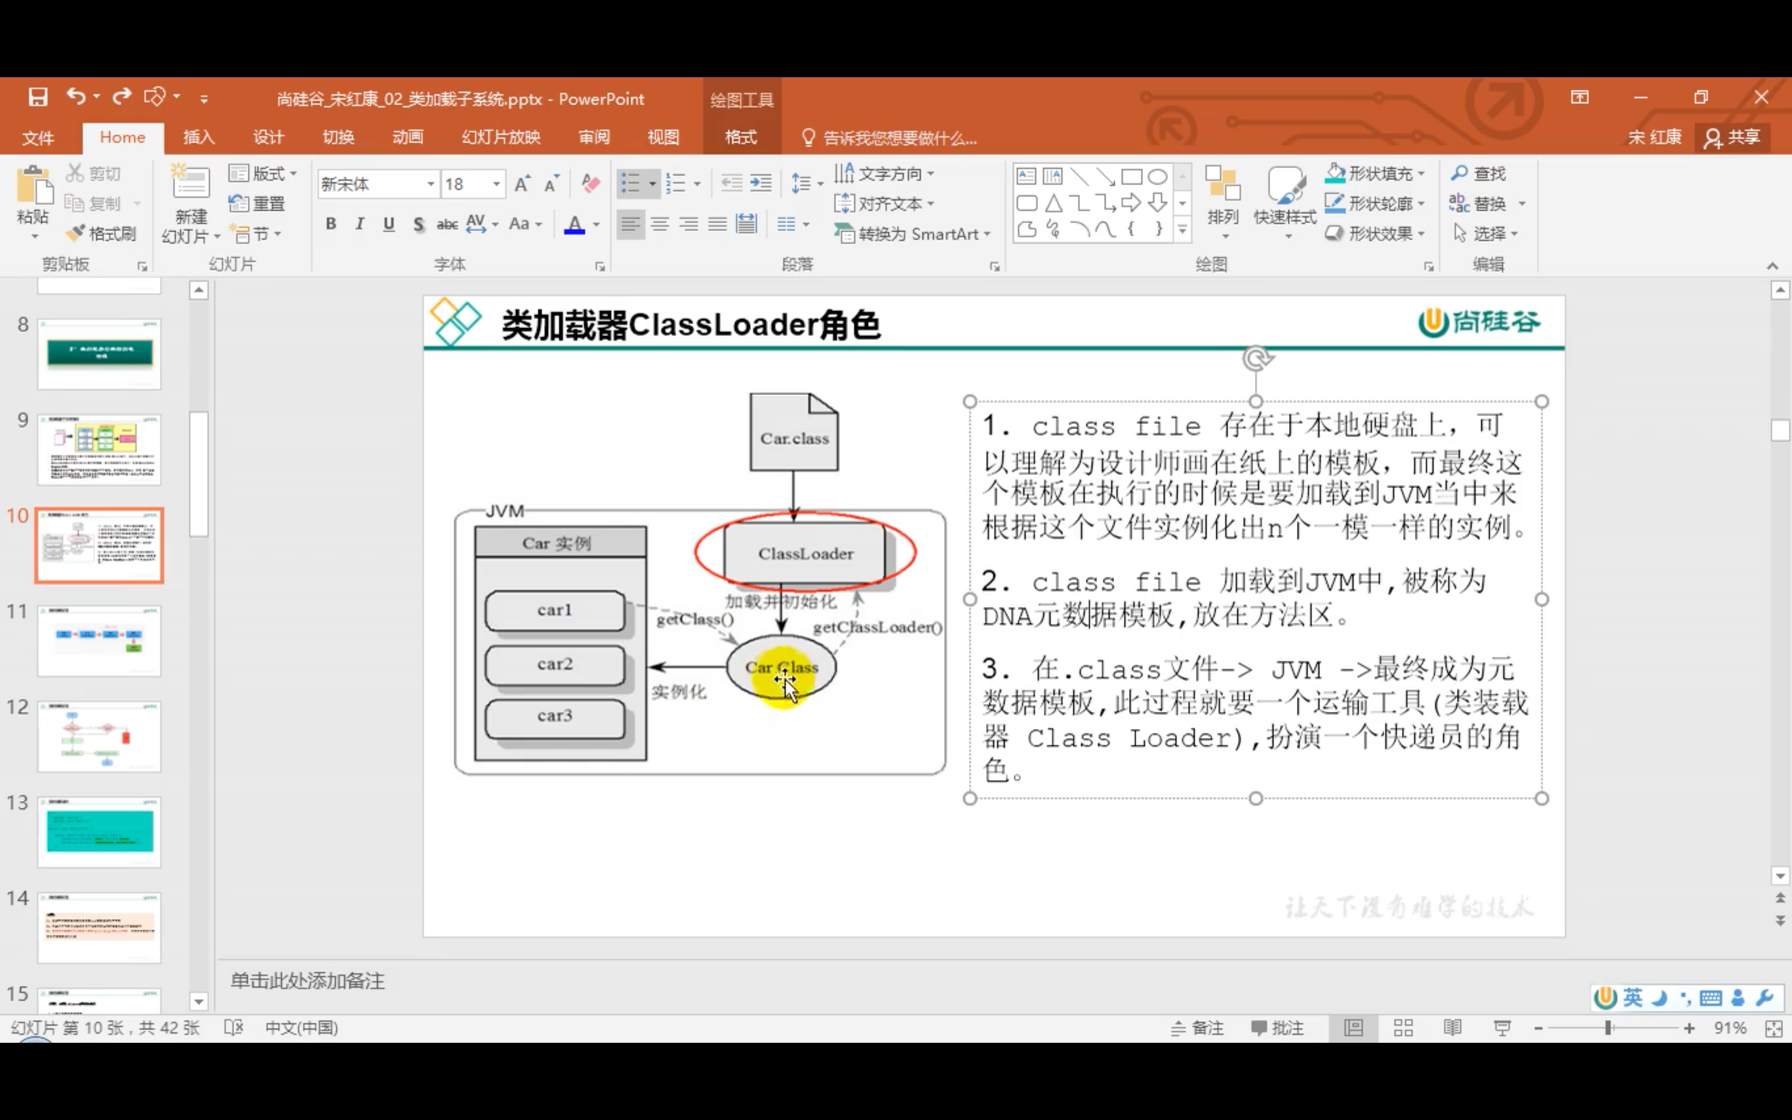 尚硅谷_宋红康_02_类加载子系统.pptx - PowerPoint
绘图工具
文件
Home
插入
设计
切换
动画
幻灯片放映
审阅
视图
格式
告诉我您想要做什么...
宋 红康
共享
粘贴
剪切
复制
格式刷
剪贴板
新建
幻灯片
版式
重置
节
幻灯片
新宋体
18
B I U S abc AV Aa A
字体
文字方向
对齐文本
转换为 SmartArt
段落
排列
快速样式
形状填充
形状轮廓
形状效果
绘图
查找
替换
选择
编辑
8
9
10
11
12
13
14
15
类加载器ClassLoader角色
尚硅谷
Car.class
JVM
Car 实例
ClassLoader
加载并初始化
car1
getClass()
getClassLoader()
car2
Car Class
实例化
car3
1. class file 存在于本地硬盘上，可
以理解为设计师画在纸上的模板，而最终这
个模板在执行的时候是要加载到JVM当中来
根据这个文件实例化出n个一模一样的实例。
2. class file 加载到JVM中,被称为
DNA元数据模板,放在方法区。
3. 在.class文件-> JVM ->最终成为元
数据模板,此过程就要一个运输工具(类装载
器 Class Loader),扮演一个快递员的角
色。
让天下没有难学的技术
单击此处添加备注
英
幻灯片 第 10 张，共 42 张
中文(中国)
备注
批注
91%